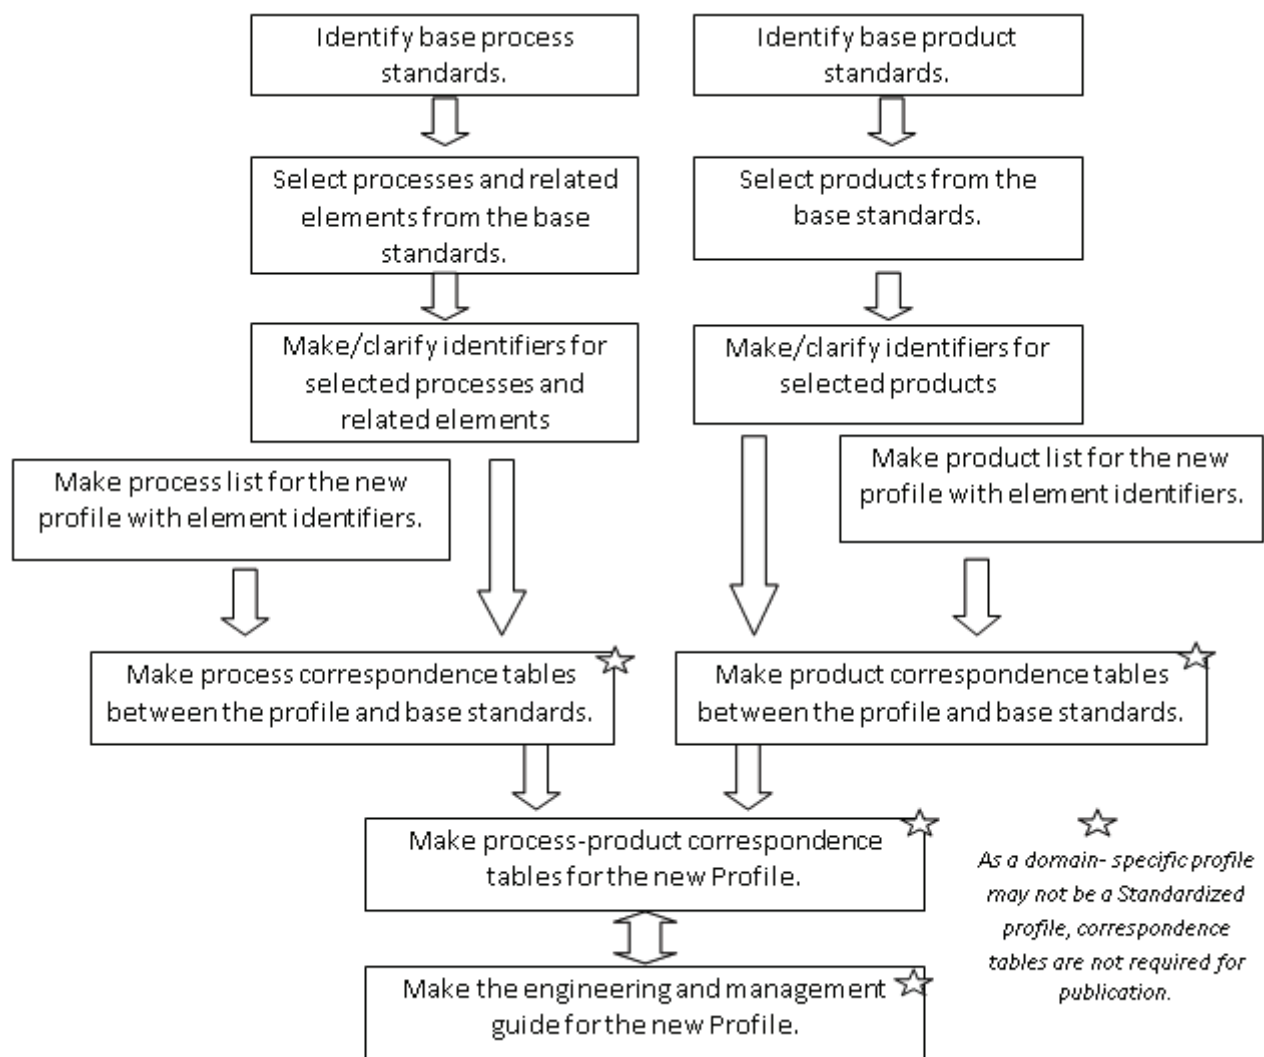 Identify base process
standards.
Identify base product
standards.
Select processes and related
elements from the base
standards.
Select products from the
base standards.
Make/clarify identifiers for
selected processes and
related elements
Make/clarify identifiers for
selected products
Make process list for the new
profile with element identifiers.
Make product list for the new
profile with element identifiers.
Make process correspondence tables
between the profile and base standards.
Make product correspondence tables
between the profile and base standards.
Make process-product correspondence
tables for the new Profile.
As a domain- specific profile
may not be a Standardized
profile, correspondence
tables are not required for
publication.
Make the engineering and management
guide for the new Profile.